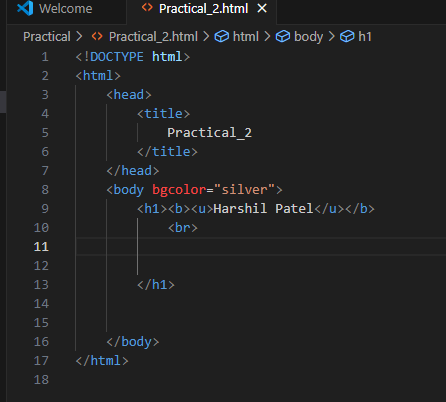 Welcome <> Practical_2.html ×
Practical > <> Practical_2.html > html > body > h1
1 <!DOCTYPE html>
2 <html>
3 <head>
4 <title>
5 Practical_2
6 </title>
7 </head>
8 <body bgcolor="silver">
9 <h1><b><u>Harshil Patel</u></b>
10 <br>
11
12
13 </h1>
14
15
16 </body>
17 </html>
18